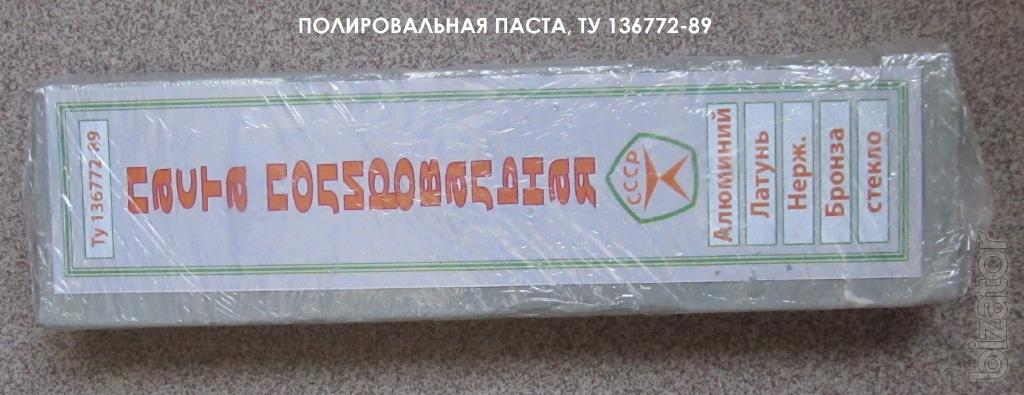 ПОЛИРОВАЛЬНАЯ ПАСТА, ТУ 136772-89
Ту 136772-89
паста полировальная
СССР
Алюминий
Латунь
Нерж.
Бронза
стекло
bizator